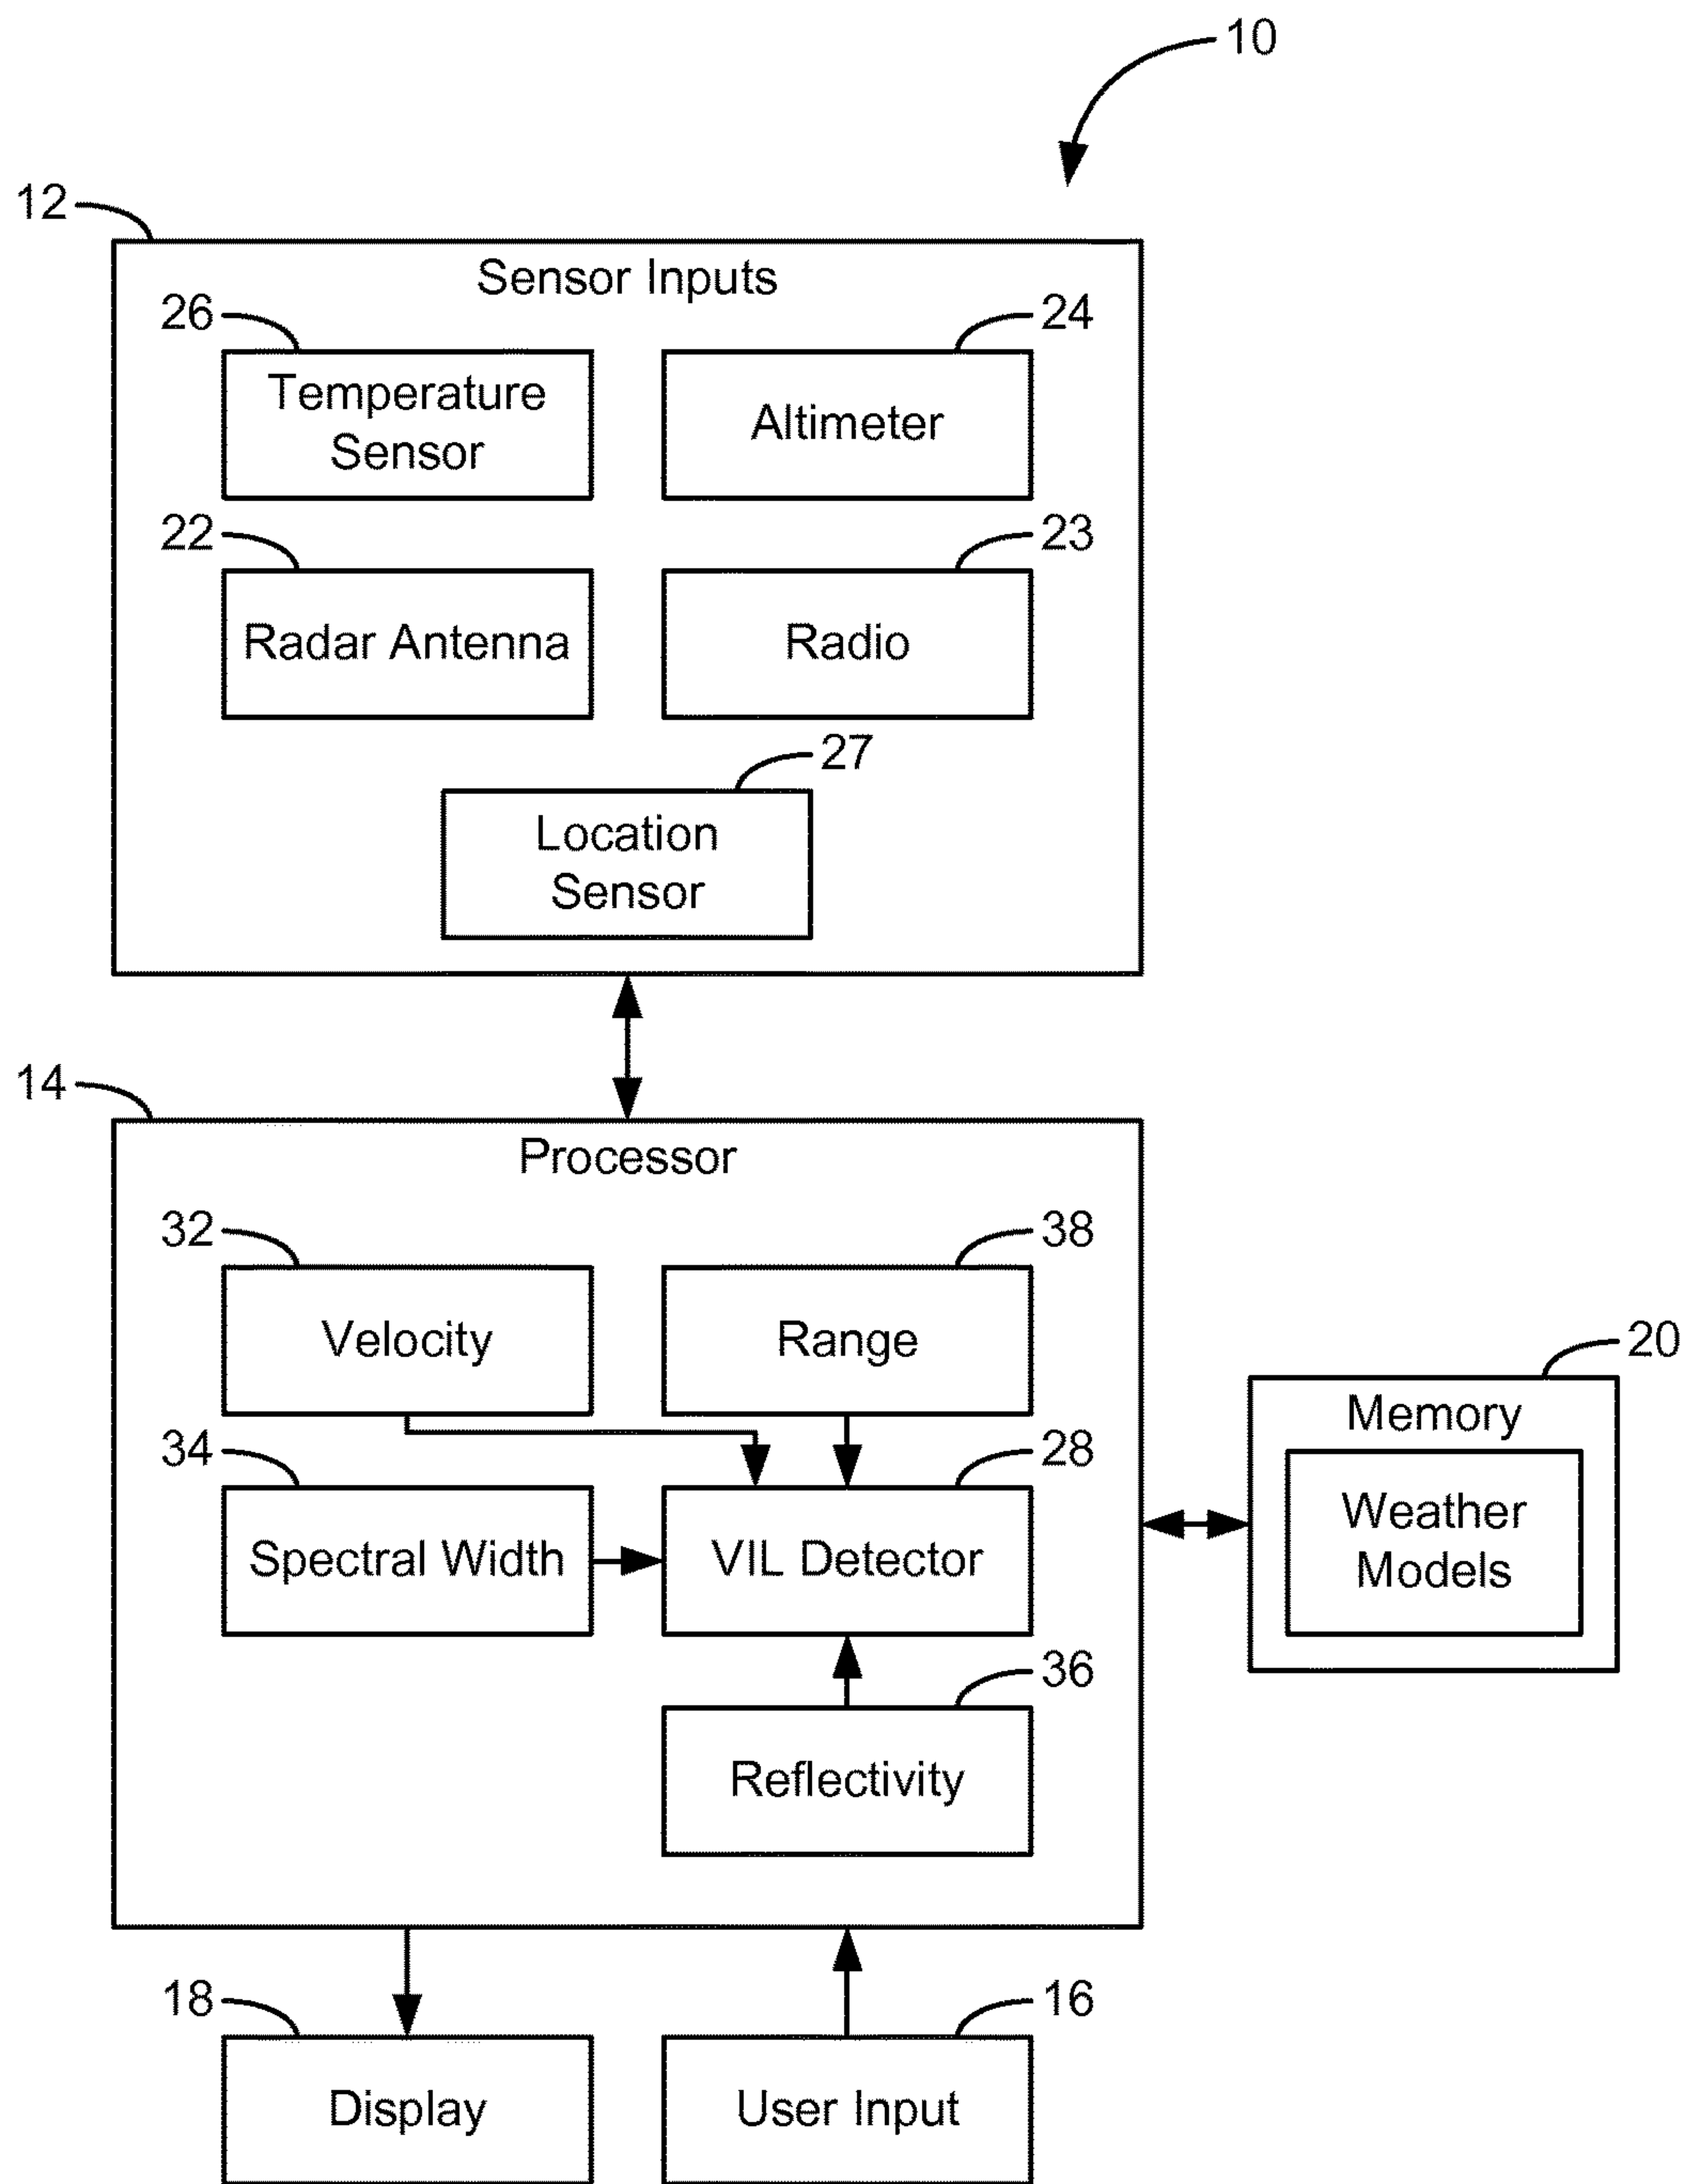 10
12
Sensor Inputs
26
24
Temperature
Sensor
Altimeter
22
23
Radar Antenna
Radio
27
Location
Sensor
14
Processor
32
38
Velocity
Range
20
Memory
Weather
Models
34
28
Spectral Width
VIL Detector
36
Reflectivity
18
16
Display
User Input